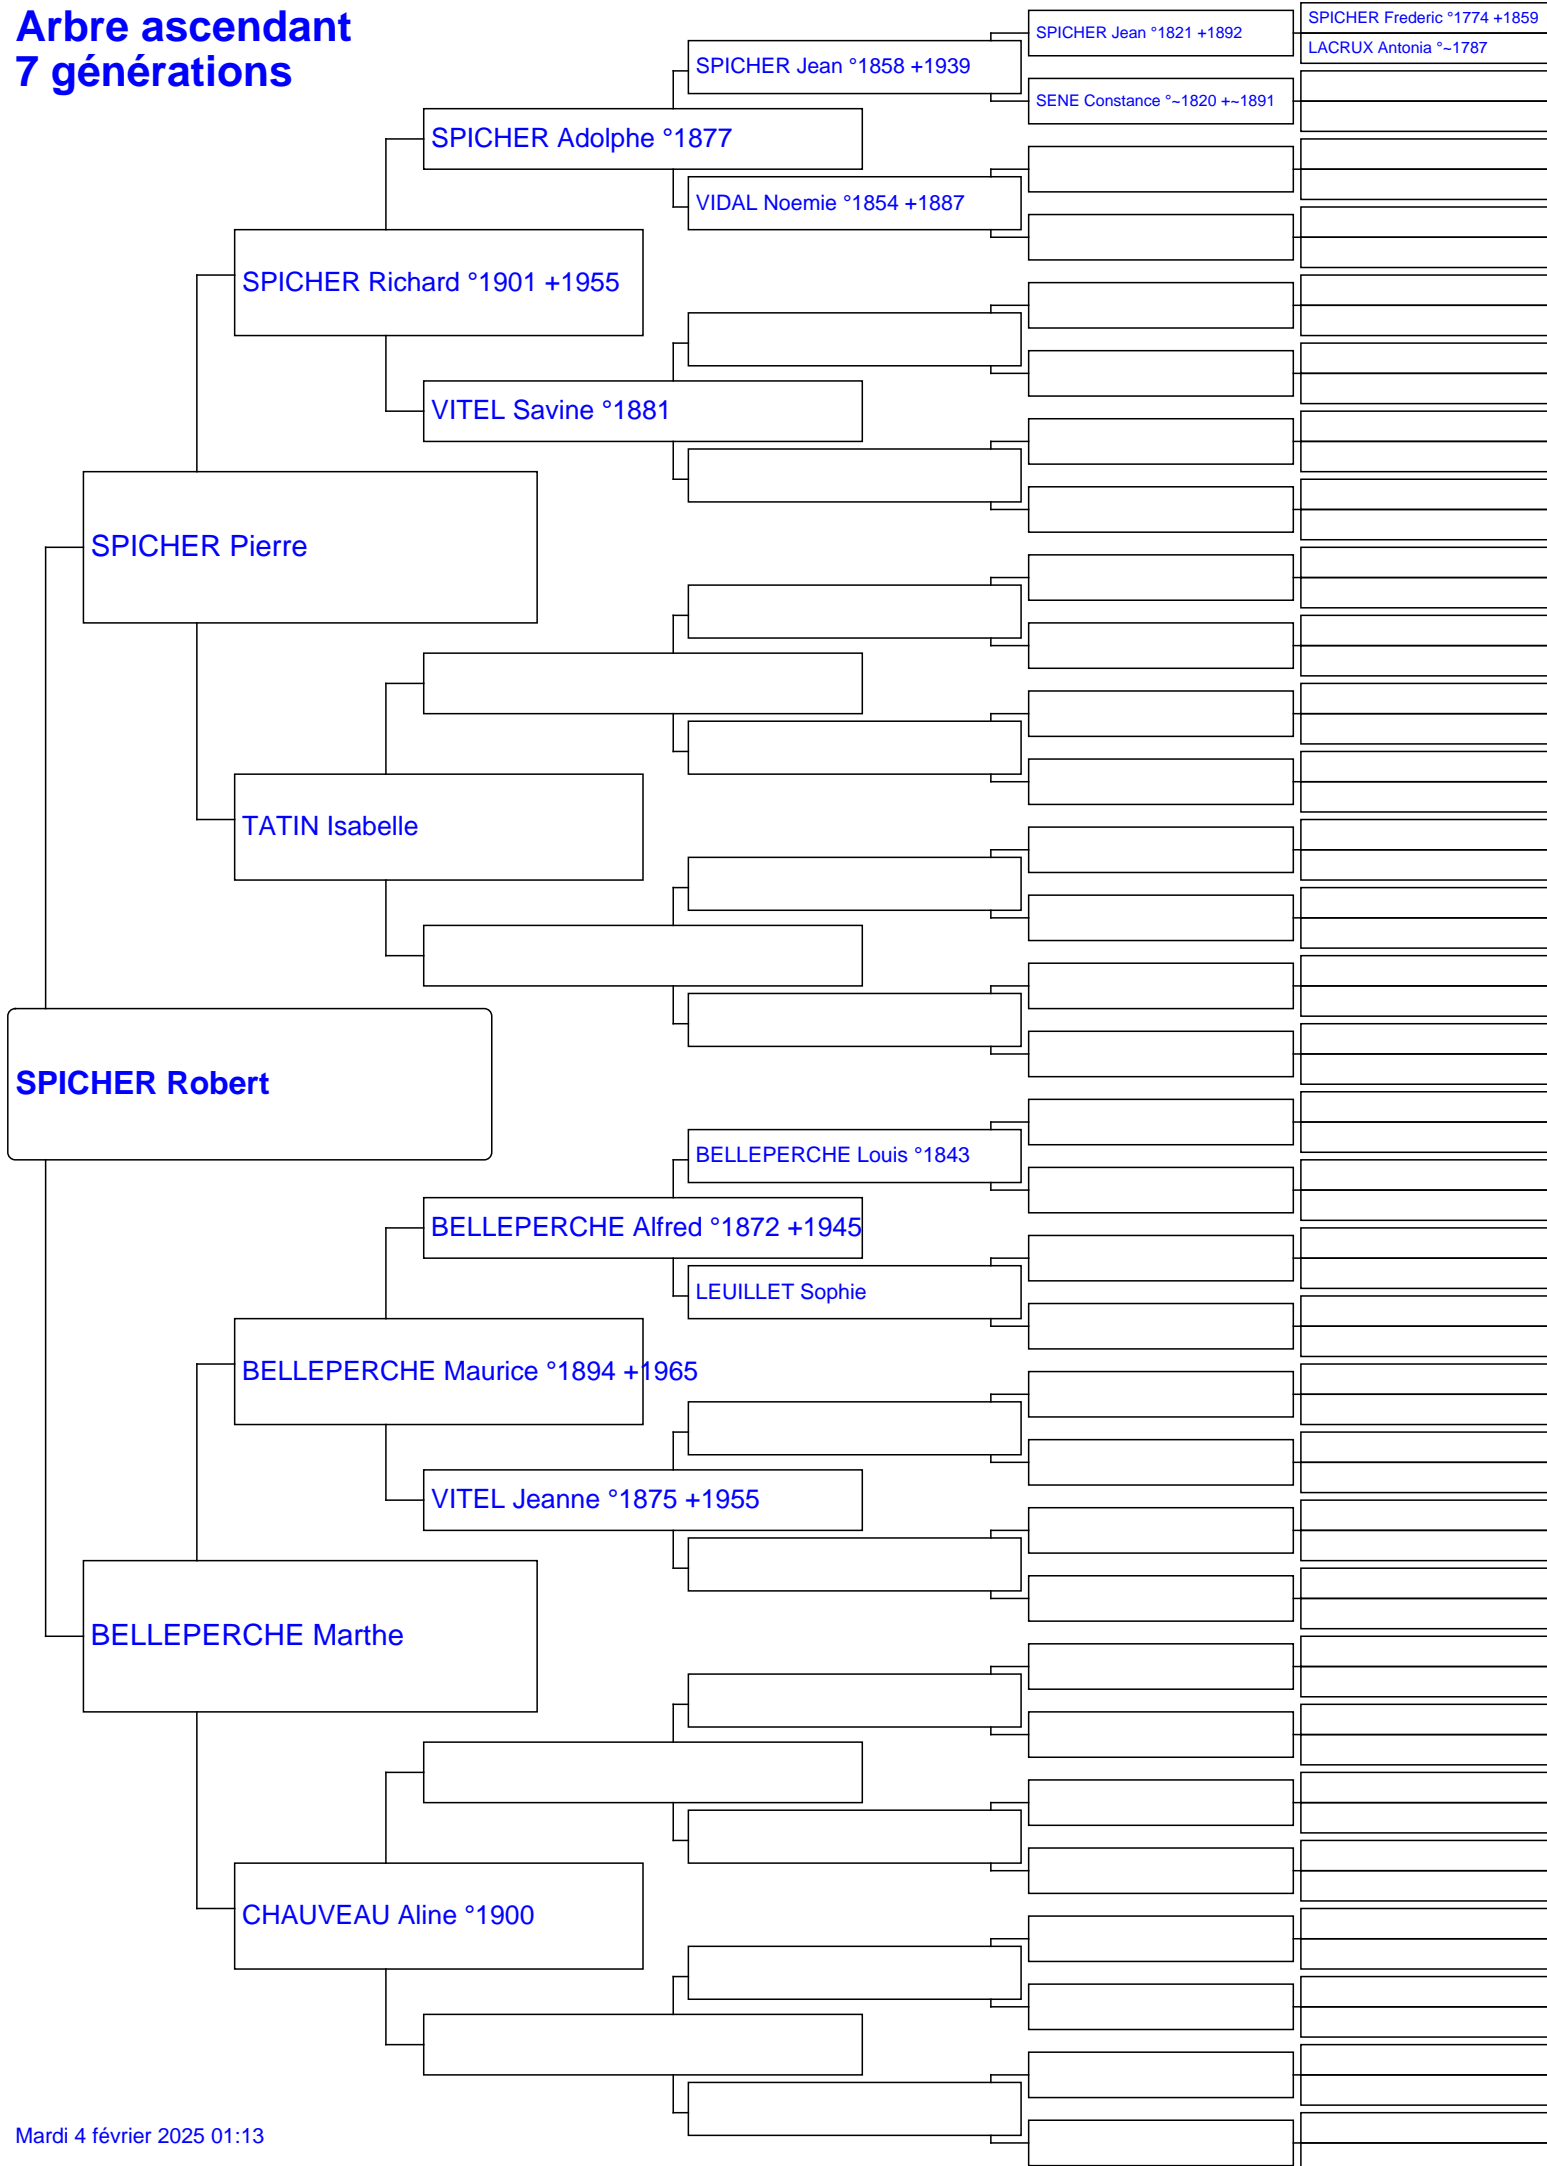 Arbre ascendant
7 générations
SPICHER Frederic °1774 +1859
SPICHER Jean °1821 +1892
LACRUX Antonia °~1787
SPICHER Jean °1858 +1939
SENE Constance °~1820 +~1891
SPICHER Adolphe °1877
VIDAL Noemie °1854 +1887
SPICHER Richard °1901 +1955
VITEL Savine °1881
SPICHER Pierre
TATIN Isabelle
SPICHER Robert
BELLEPERCHE Louis °1843
BELLEPERCHE Alfred °1872 +1945
LEUILLET Sophie
BELLEPERCHE Maurice °1894 +1965
VITEL Jeanne °1875 +1955
BELLEPERCHE Marthe
CHAUVEAU Aline °1900
Mardi 4 février 2025 01:13